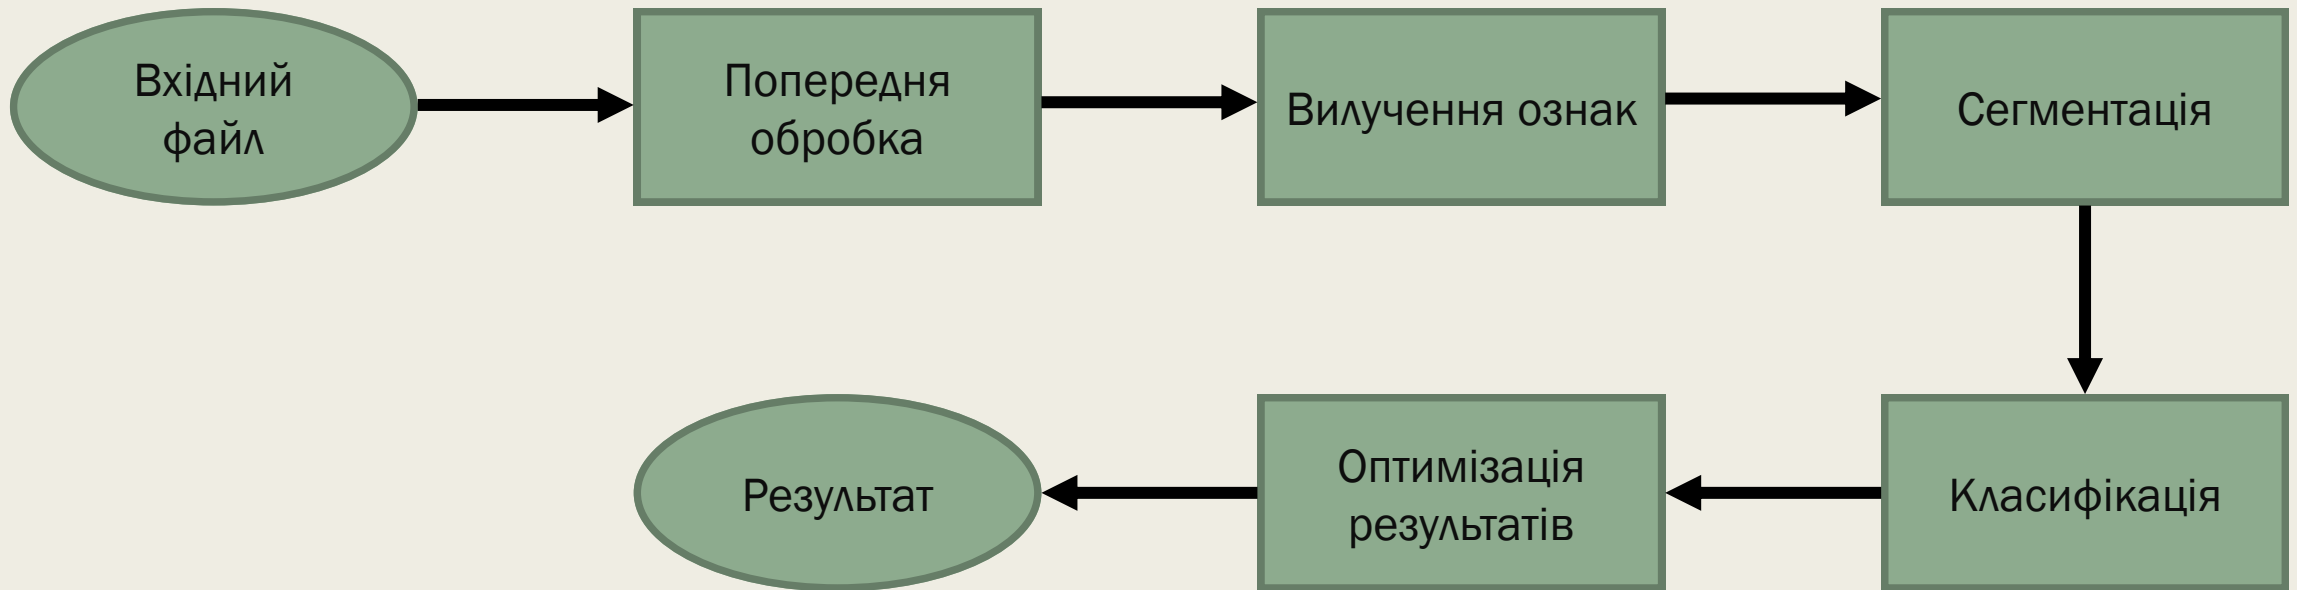 Вхідний
файл
Попередня
обробка
Вилучення ознак
Сегментація
Класифікація
Оптимізація
результатів
Результат